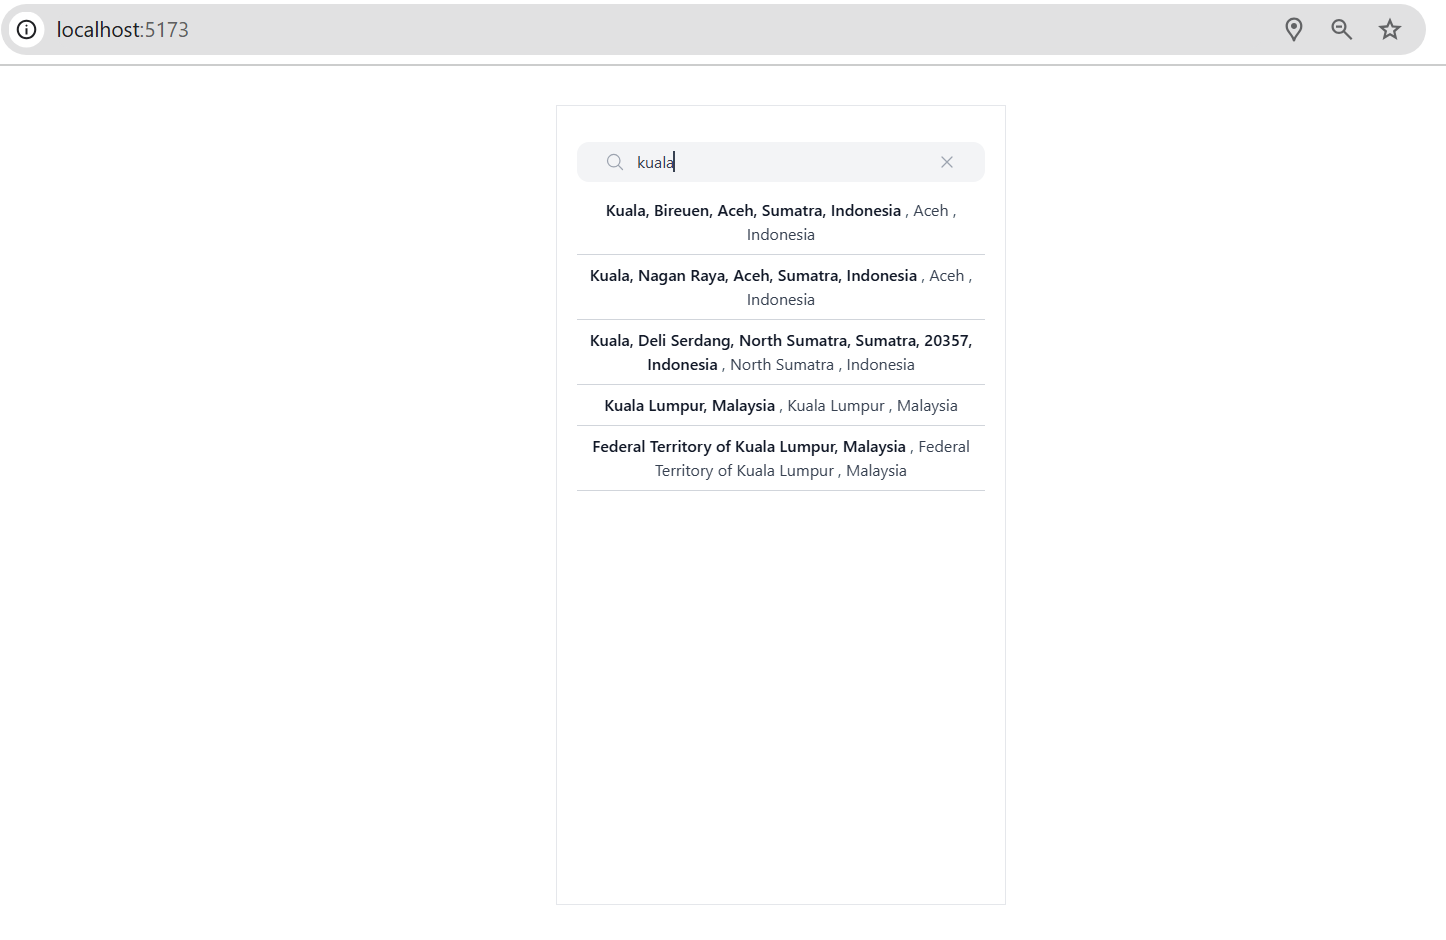 localhost:5173
kuala
Kuala, Bireuen, Aceh, Sumatra, Indonesia , Aceh ,
Indonesia
Kuala, Nagan Raya, Aceh, Sumatra, Indonesia , Aceh ,
Indonesia
Kuala, Deli Serdang, North Sumatra, Sumatra, 20357,
Indonesia , North Sumatra , Indonesia
Kuala Lumpur, Malaysia , Kuala Lumpur , Malaysia
Federal Territory of Kuala Lumpur, Malaysia , Federal
Territory of Kuala Lumpur , Malaysia